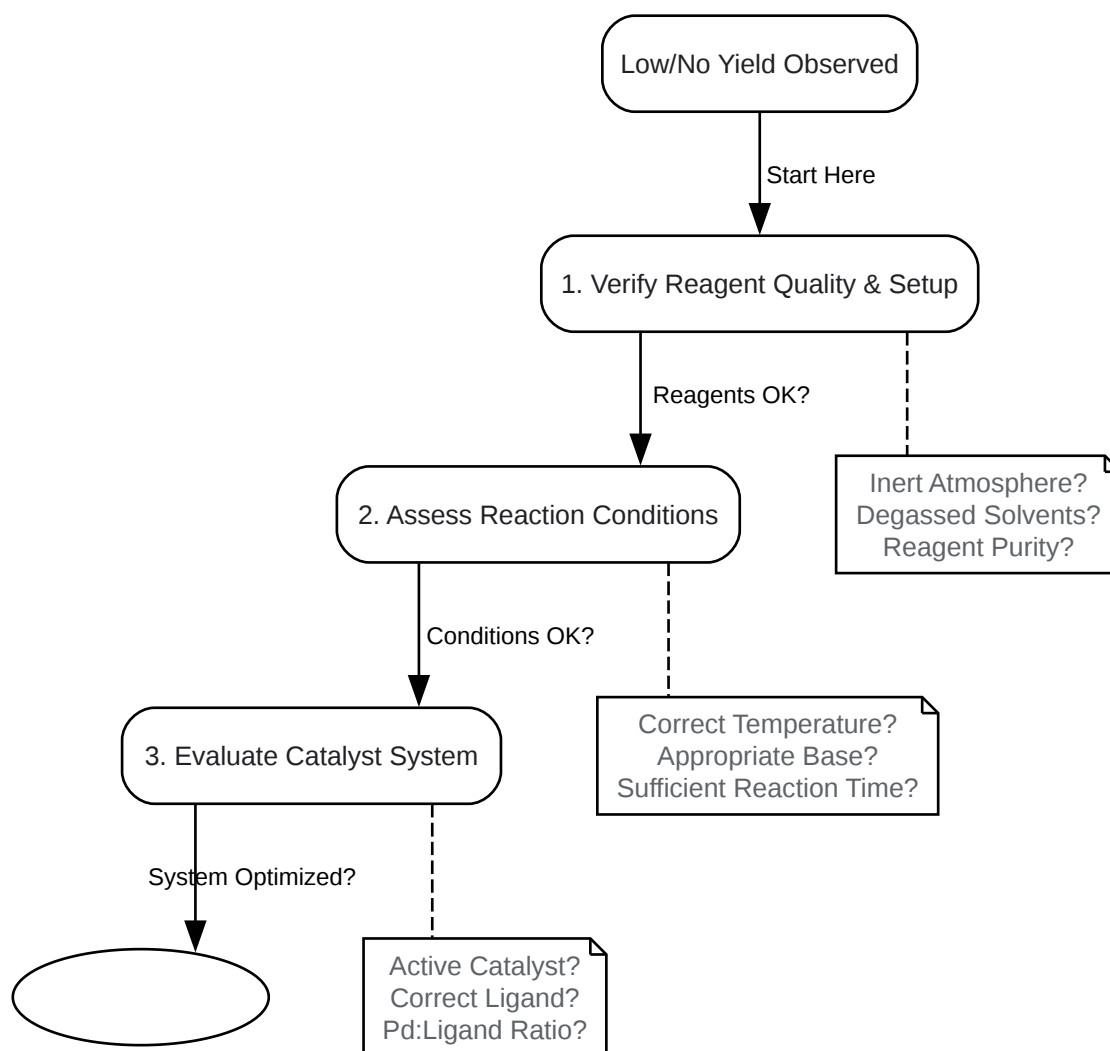 Low/No Yield Observed
Start Here
1. Verify Reagent Quality & Setup
Reagents OK?
Inert Atmosphere?
Degassed Solvents?
Reagent Purity?
2. Assess Reaction Conditions
Conditions OK?
Correct Temperature?
Appropriate Base?
Sufficient Reaction Time?
3. Evaluate Catalyst System
System Optimized?
Active Catalyst?
Correct Ligand?
Pd:Ligand Ratio?